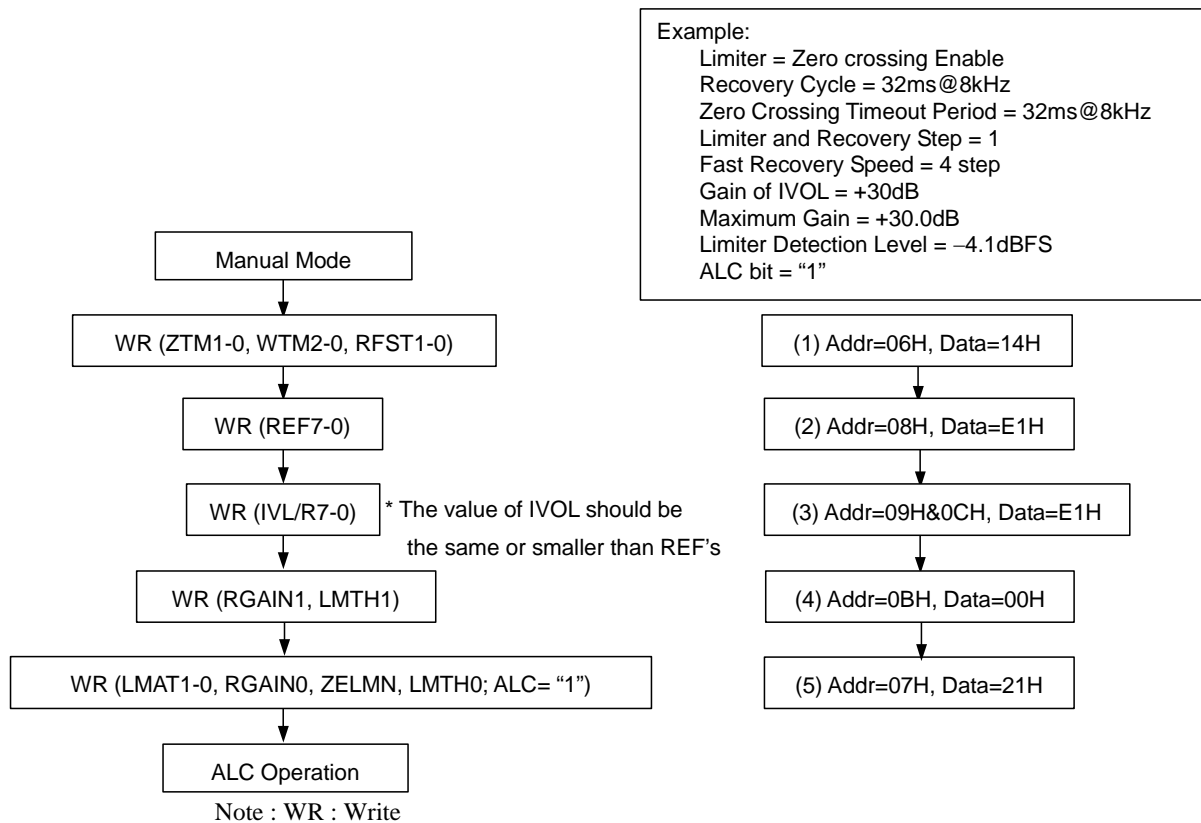 Example:
Limiter = Zero crossing Enable
Recovery Cycle = 32ms@8kHz
Zero Crossing Timeout Period = 32ms@8kHz
Limiter and Recovery Step = 1
Fast Recovery Speed = 4 step
Gain of IVOL = +30dB
Maximum Gain = +30.0dB
Limiter Detection Level = −4.1dBFS
ALC bit = “1”
Manual Mode
WR (ZTM1-0, WTM2-0, RFST1-0)
WR (REF7-0)
WR (IVL/R7-0)
* The value of IVOL should be
the same or smaller than REF’s
WR (RGAIN1, LMTH1)
WR (LMAT1-0, RGAIN0, ZELMN, LMTH0; ALC= “1”)
ALC Operation
Note : WR : Write
(1) Addr=06H, Data=14H
(2) Addr=08H, Data=E1H
(3) Addr=09H&0CH, Data=E1H
(4) Addr=0BH, Data=00H
(5) Addr=07H, Data=21H